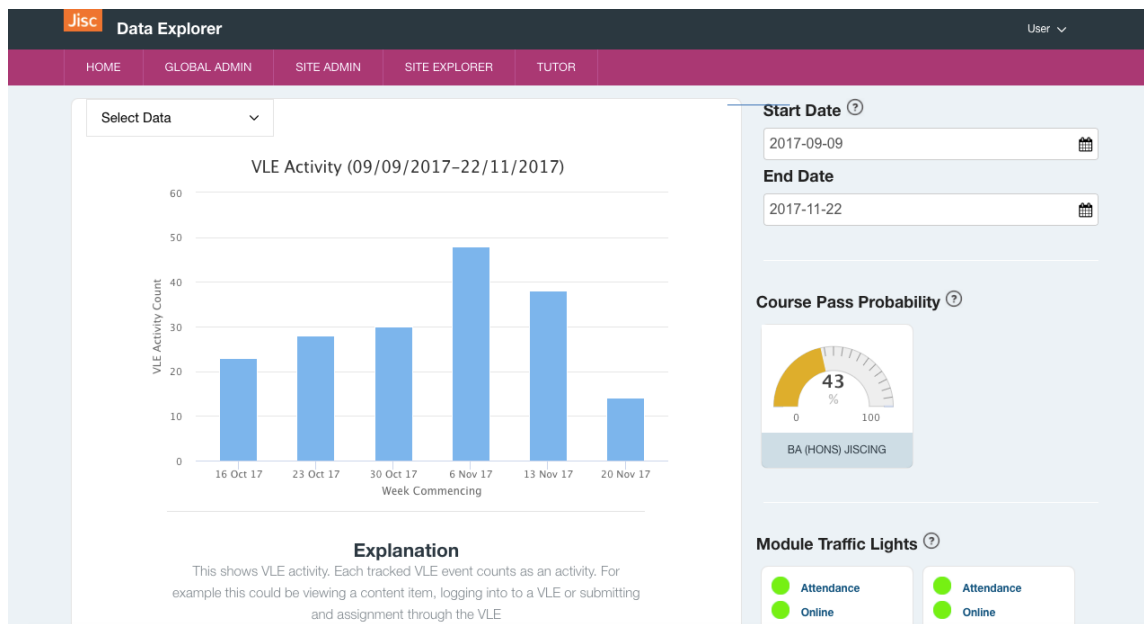 Jisc
Data Explorer
User
HOME GLOBAL ADMIN SITE ADMIN SITE EXPLORER TUTOR
Select Data
VLE Activity (09/09/2017-22/11/2017)
60
50
40
30
20
10
0
VLE Activity Count
16 Oct 17 23 Oct 17 30 Oct 17 6 Nov 17 13 Nov 17 20 Nov 17
Week Commencing
Explanation
This shows VLE activity. Each tracked VLE event counts as an activity. For
example this could be viewing a content item, logging into to a VLE or submitting
and assignment through the VLE
Start Date ?
2017-09-09
End Date
2017-11-22
Course Pass Probability ?
43
%
0 100
BA (HONS) JISCING
Module Traffic Lights ?
Attendance
Online
Attendance
Online